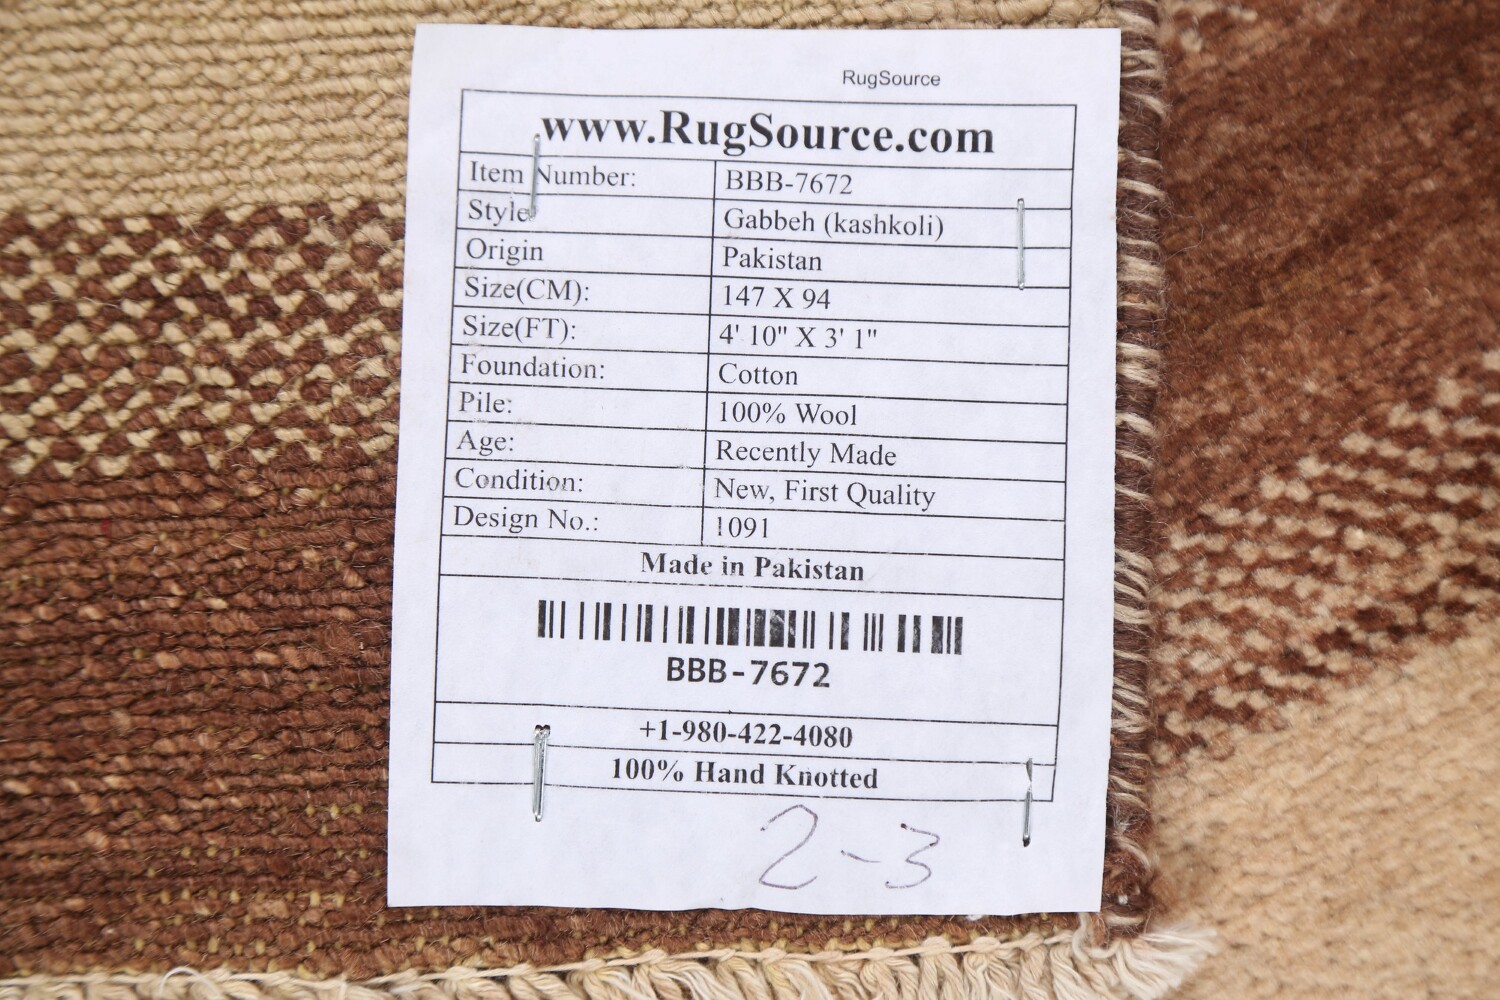 RugSource
www.RugSource.com
Item Number: BBB-7672
Style Gabbeh (kashkoli)
Origin Pakistan
Size(CM): 147 X 94
Size(FT): 4' 10" X 3' 1"
Foundation: Cotton
Pile: 100% Wool
Age: Recently Made
Condition: New, First Quality
Design No.: 1091
Made in Pakistan
BBB-7672
+1-980-422-4080
100% Hand Knotted
2-3